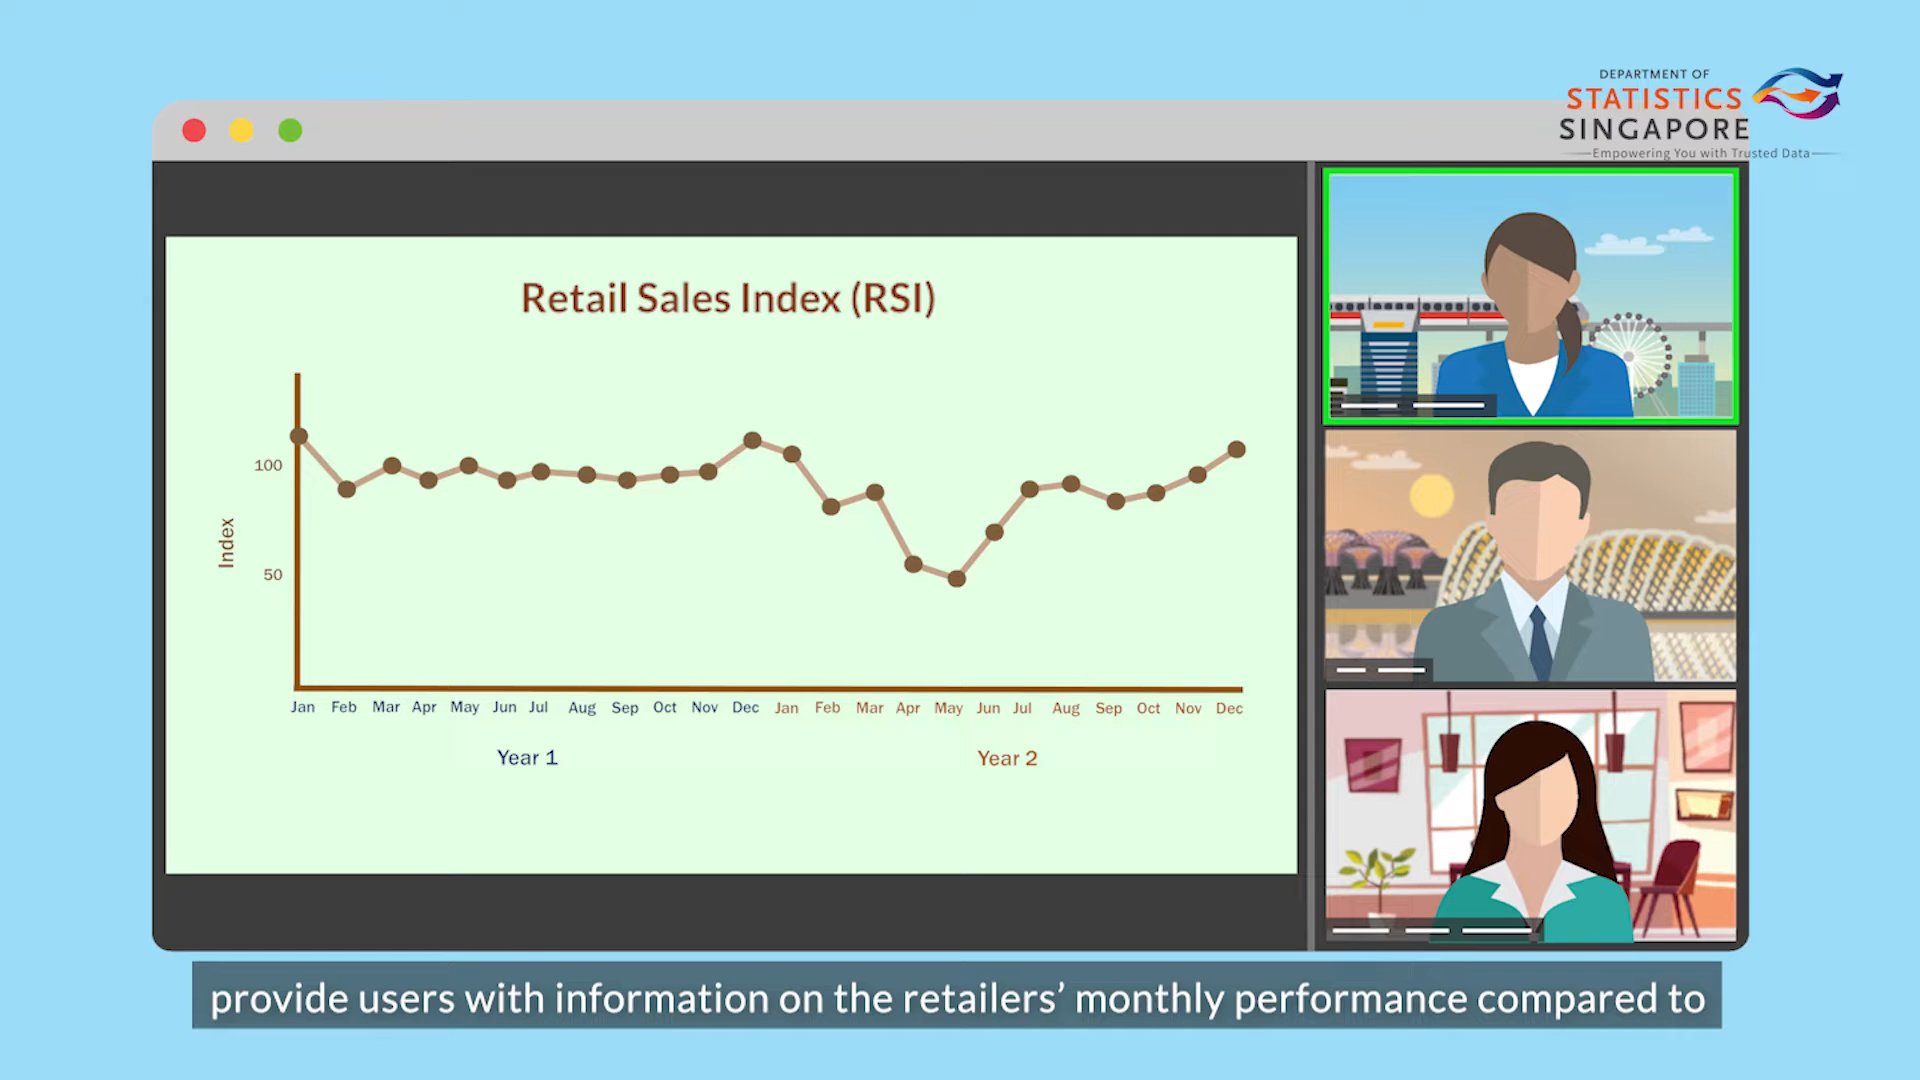 DEPARTMENT OF
STATISTICS
SINGAPORE
Empowering You with Trusted Data
Retail Sales Index (RSI)
100
Index
50
Jan Feb Mar Apr May Jun Jul Aug Sep Oct Nov Dec Jan Feb Mar Apr May Jun Jul Aug Sep Oct Nov Dec
Year 1 Year 2
provide users with information on the retailers’ monthly performance compared to